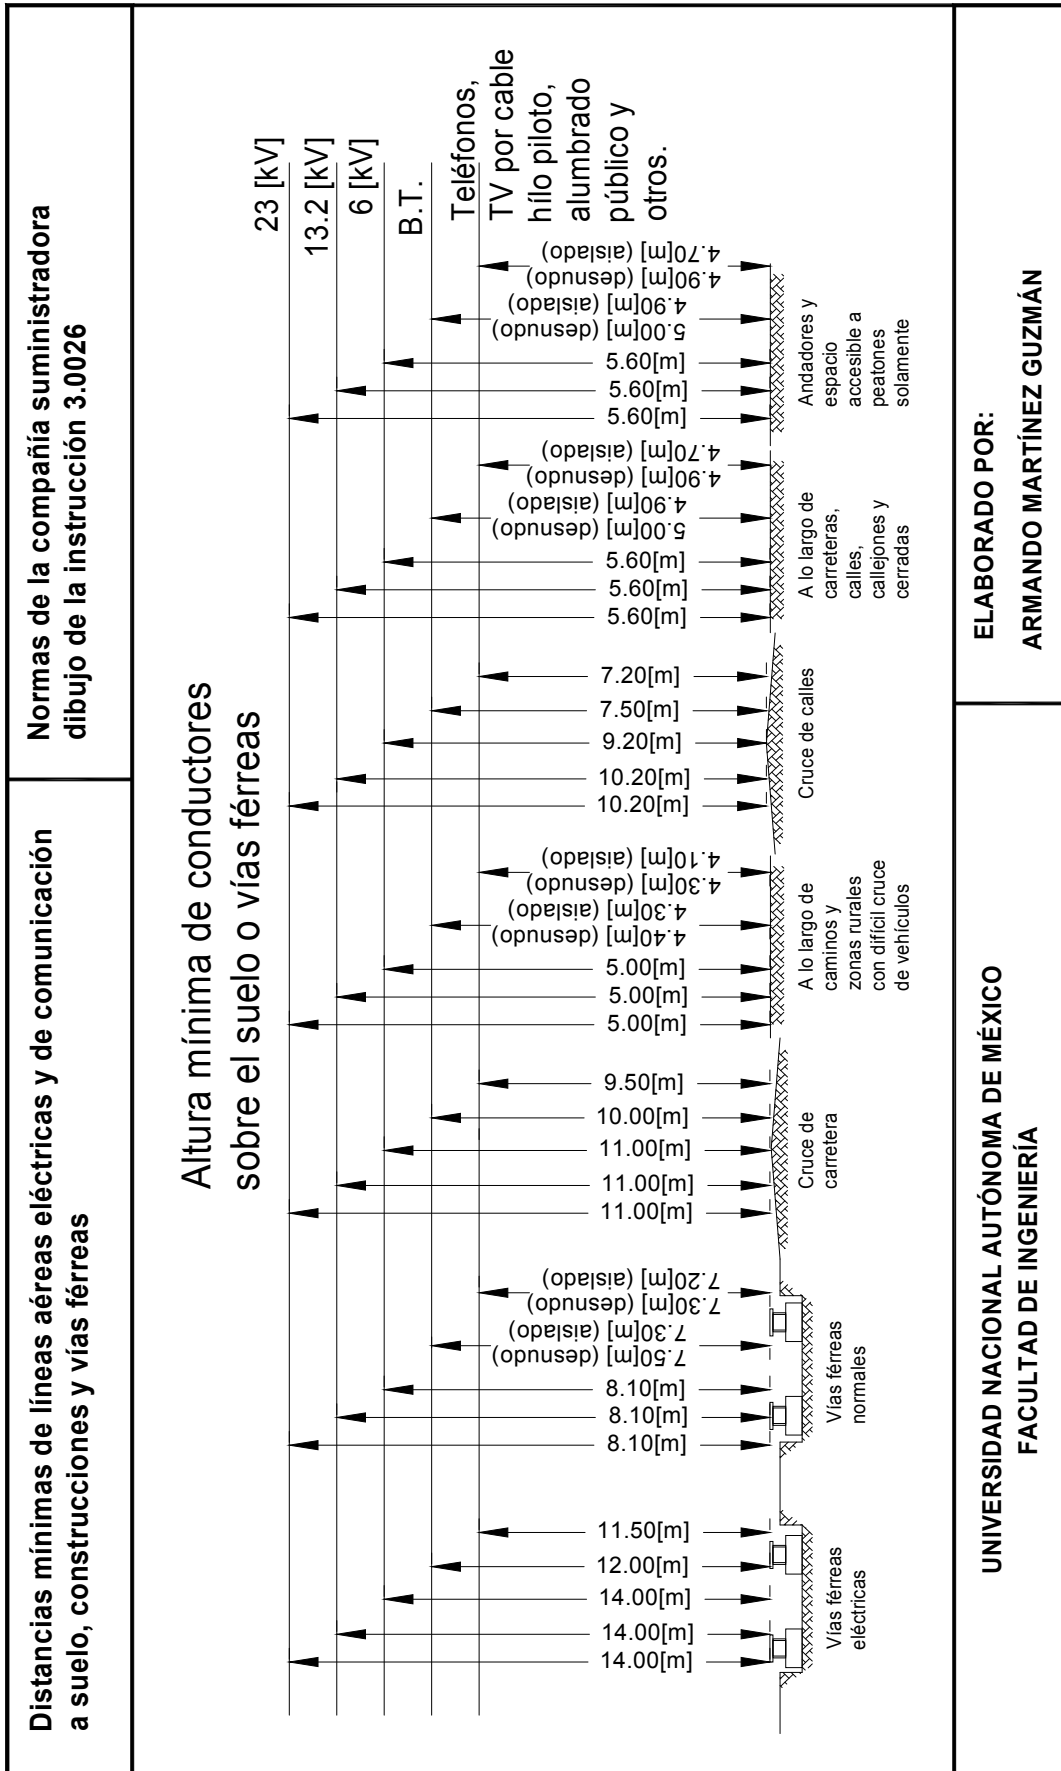 Distancias mínimas de líneas aéreas eléctricas y de comunicación
a suelo, construcciones y vías férreas
Normas de la compañía suministradora
dibujo de la instrucción 3.0026
Altura mínima de conductores
sobre el suelo o vías férreas
23 [kV]
13.2 [kV]
6 [kV]
B.T.
Teléfonos,
TV por cable
hílo piloto,
alumbrado
público y
otros.
14.00[m]
14.00[m]
14.00[m]
12.00[m]
11.50[m]
Vías férreas
eléctricas
8.10[m]
8.10[m]
8.10[m]
7.50[m] (desnudo)
7.30[m] (aislado)
7.30[m] (desnudo)
7.20[m] (aislado)
Vías férreas
normales
11.00[m]
11.00[m]
11.00[m]
10.00[m]
9.50[m]
Cruce de
carretera
5.00[m]
5.00[m]
5.00[m]
4.40[m] (desnudo)
4.30[m] (aislado)
4.30[m] (desnudo)
4.10[m] (aislado)
A lo largo de
caminos y
zonas rurales
con difícil cruce
de vehículos
10.20[m]
10.20[m]
9.20[m]
7.50[m]
7.20[m]
Cruce de calles
5.60[m]
5.60[m]
5.60[m]
5.00[m] (desnudo)
4.90[m] (aislado)
4.90[m] (desnudo)
4.70[m] (aislado)
A lo largo de
carreteras,
calles,
callejones y
cerradas
5.60[m]
5.60[m]
5.60[m]
5.00[m] (desnudo)
4.90[m] (aislado)
4.90[m] (desnudo)
4.70[m] (aislado)
Andadores y
espacio
accesible a
peatones
solamente
UNIVERSIDAD NACIONAL AUTÓNOMA DE MÉXICO
FACULTAD DE INGENIERÍA
ELABORADO POR:
ARMANDO MARTÍNEZ GUZMÁN